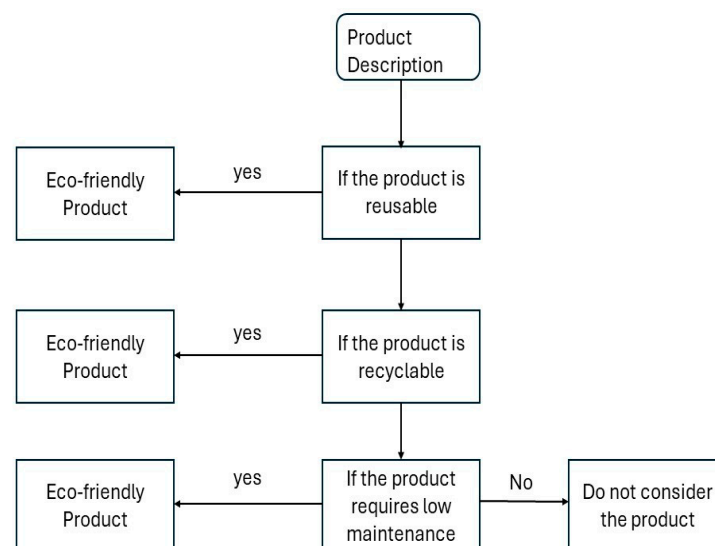 Product
Description
Eco-friendly
Product
yes
If the product is
reusable
Eco-friendly
Product
yes
If the product is
recyclable
Eco-friendly
Product
yes
If the product
requires low
maintenance
No
Do not consider
the product